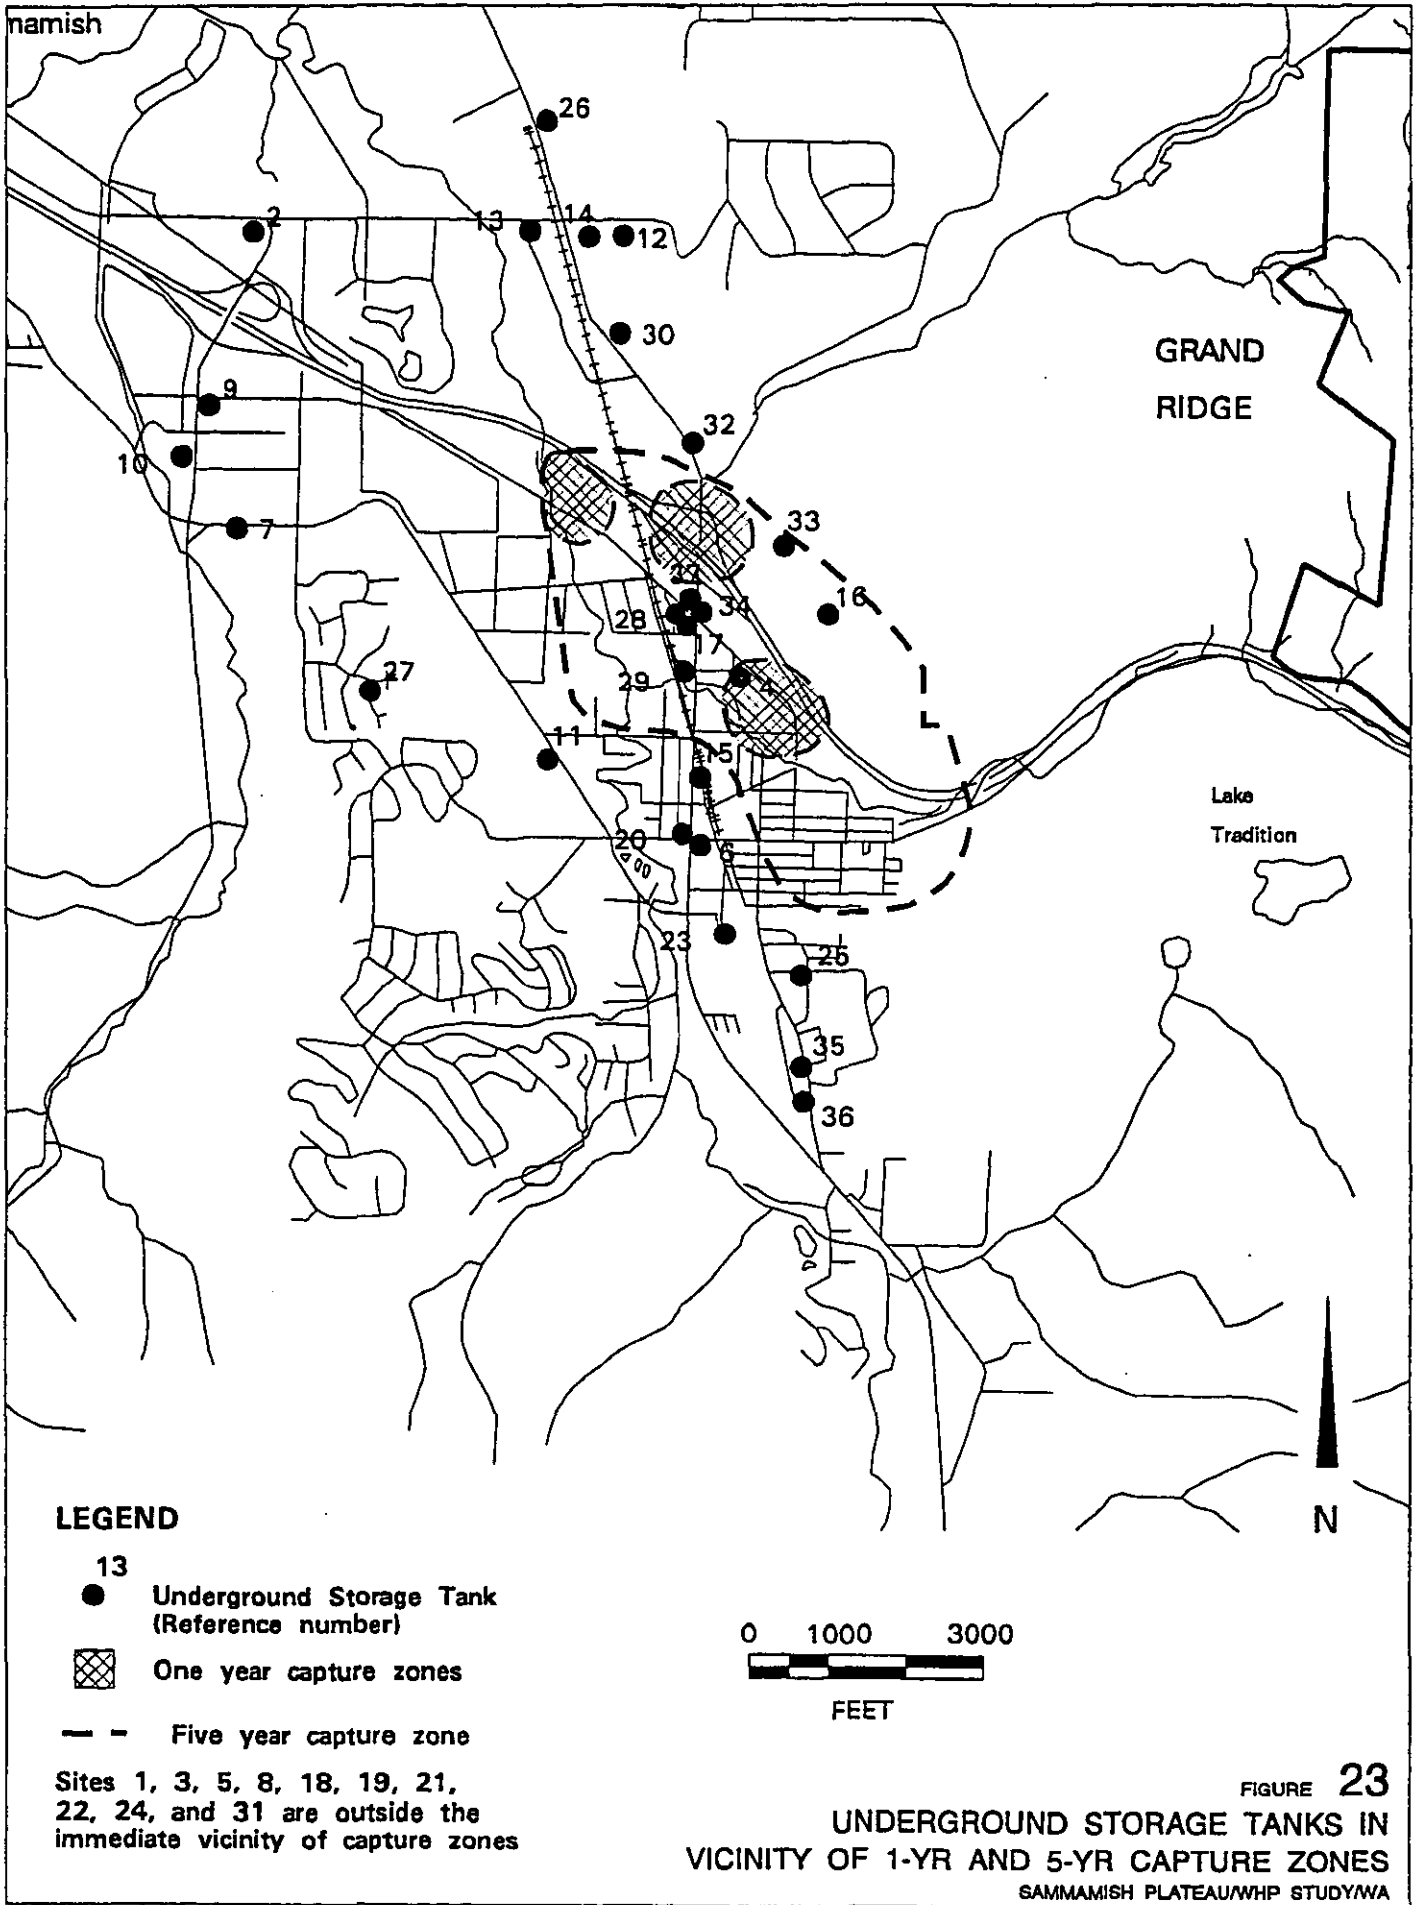 mamish
26
2
13
14
12
30
GRAND
RIDGE
9
32
10
33
7
37
16
28
34
17
27
29
4
11
15
Lake
Tradition
20
6
23
25
35
36
LEGEND
13
Underground Storage Tank
(Reference number)
One year capture zones
Five year capture zone
Sites 1, 3, 5, 8, 18, 19, 21,
22, 24, and 31 are outside the
immediate vicinity of capture zones
N
0 1000 3000
FEET
FIGURE 23
UNDERGROUND STORAGE TANKS IN
VICINITY OF 1-YR AND 5-YR CAPTURE ZONES
SAMMAMISH PLATEAU/WHP STUDY/WA